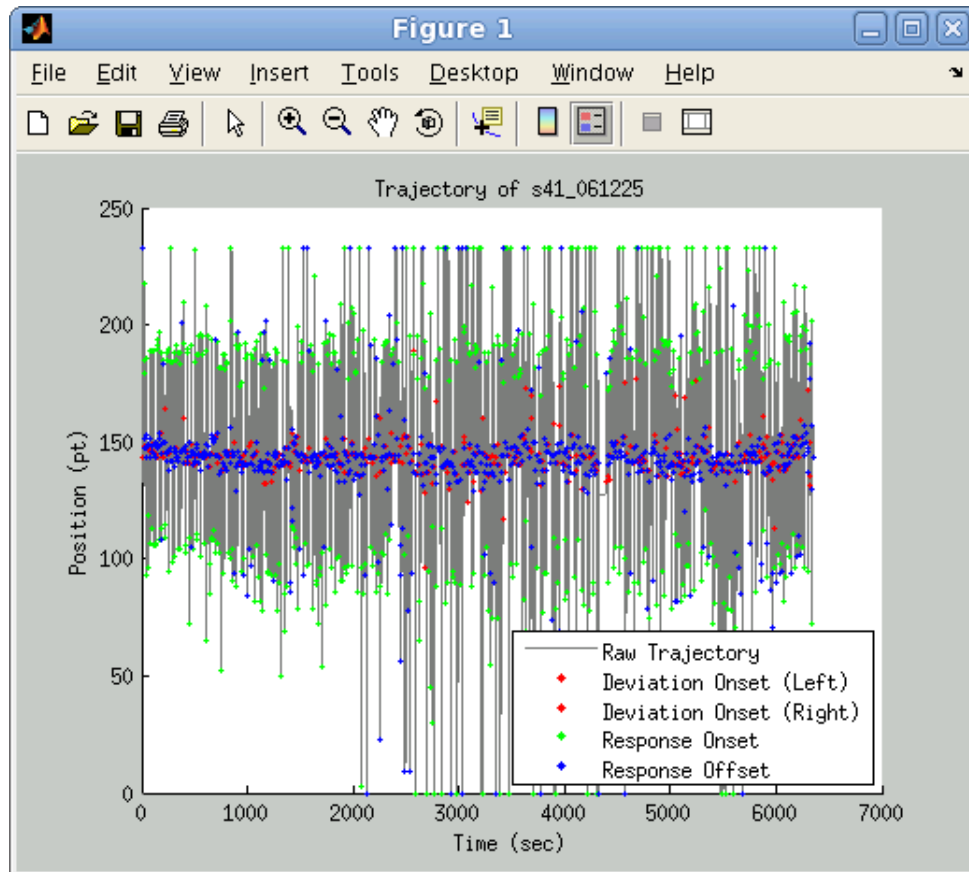 Figure 1
File Edit View Insert Tools Desktop Window Help
Trajectory of s41_061225
250
200
150
100
50
0
Position (pt)
0 1000 2000 3000 4000 5000 6000 7000
Time (sec)
Raw Trajectory
Deviation Onset (Left)
Deviation Onset (Right)
Response Onset
Response Offset